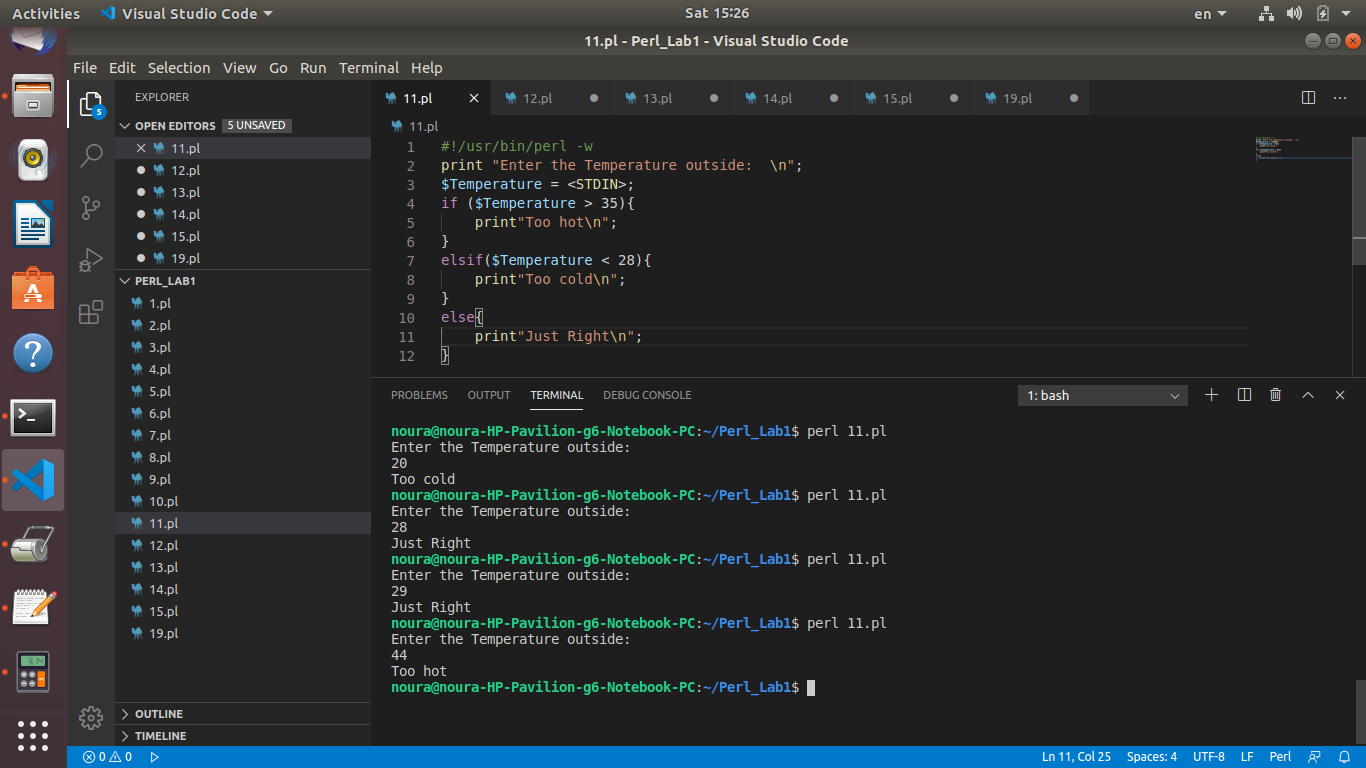 Activities Visual Studio Code Sat 15:26 en
11.pl - Perl_Lab1 - Visual Studio Code
File Edit Selection View Go Run Terminal Help
EXPLORER
OPEN EDITORS 5 UNSAVED
11.pl
12.pl
13.pl
14.pl
15.pl
19.pl
PERL_LAB1
1.pl
2.pl
3.pl
4.pl
5.pl
6.pl
7.pl
8.pl
9.pl
10.pl
11.pl
12.pl
13.pl
14.pl
15.pl
19.pl
OUTLINE
TIMELINE
5
11.pl 12.pl 13.pl 14.pl 15.pl 19.pl
11.pl
1 #!/usr/bin/perl -w
2 print "Enter the Temperature outside:  \n";
3 $Temperature = <STDIN>;
4 if ($Temperature > 35){
5     print"Too hot\n";
6 }
7 elsif($Temperature < 28){
8     print"Too cold\n";
9 }
10 else{
11     print"Just Right\n";
12 }
PROBLEMS OUTPUT TERMINAL DEBUG CONSOLE 1: bash
noura@noura-HP-Pavilion-g6-Notebook-PC:~/Perl_Lab1$ perl 11.pl
Enter the Temperature outside:
20
Too cold
noura@noura-HP-Pavilion-g6-Notebook-PC:~/Perl_Lab1$ perl 11.pl
Enter the Temperature outside:
28
Just Right
noura@noura-HP-Pavilion-g6-Notebook-PC:~/Perl_Lab1$ perl 11.pl
Enter the Temperature outside:
29
Just Right
noura@noura-HP-Pavilion-g6-Notebook-PC:~/Perl_Lab1$ perl 11.pl
Enter the Temperature outside:
44
Too hot
noura@noura-HP-Pavilion-g6-Notebook-PC:~/Perl_Lab1$
0 0 Ln 11, Col 25 Spaces: 4 UTF-8 LF Perl